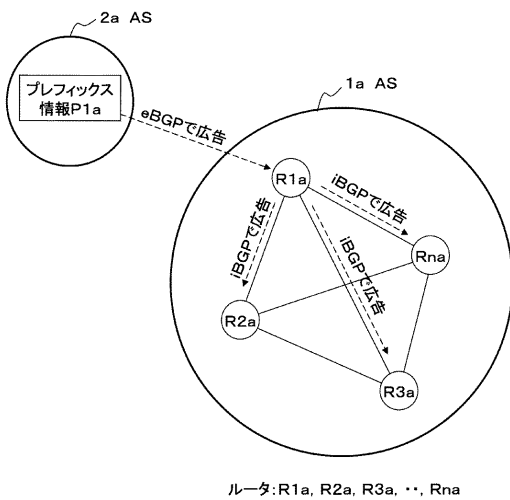 2a AS
プレフィックス
情報P1a
eBGPで広告
1a AS
R1a
iBGPで広告
iBGPで広告
iBGPで広告
Rna
R2a
R3a
ルータ:R1a, R2a, R3a, ‥, Rna